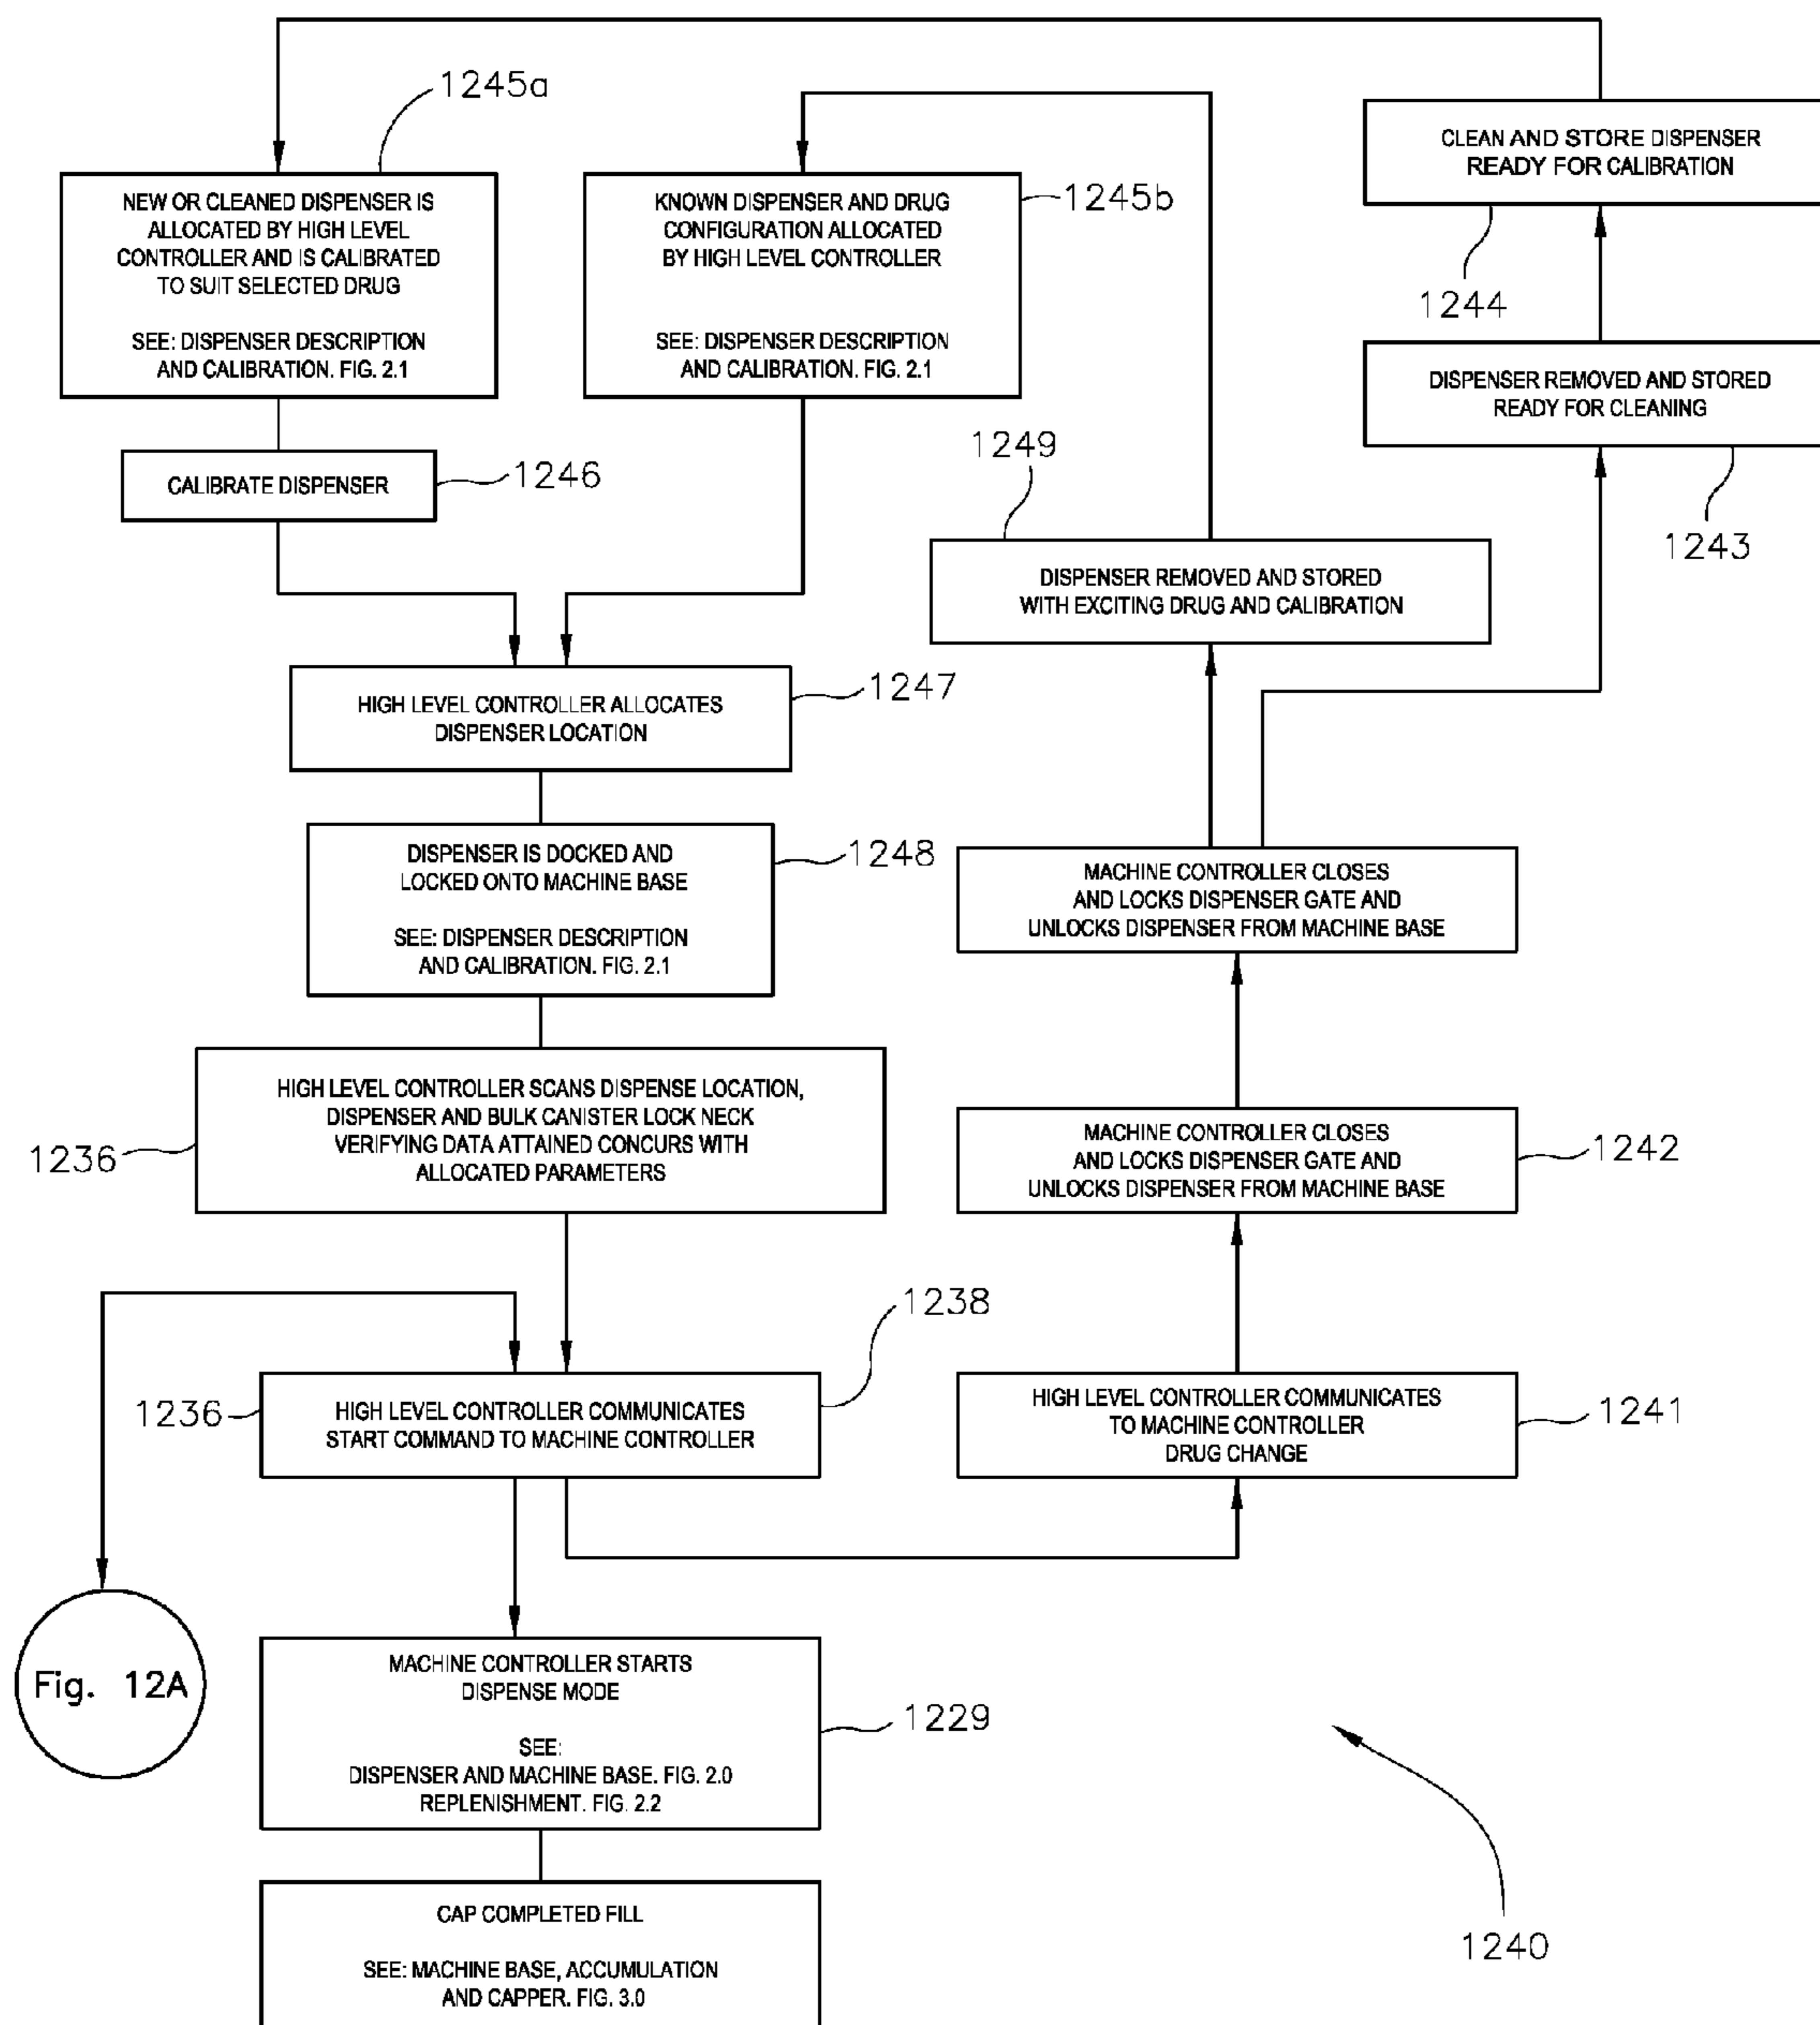 1245a
NEW OR CLEANED DISPENSER IS
ALLOCATED BY HIGH LEVEL
CONTROLLER AND IS CALIBRATED
TO SUIT SELECTED DRUG
SEE: DISPENSER DESCRIPTION
AND CALIBRATION. FIG. 2.1
1245b
KNOWN DISPENSER AND DRUG
CONFIGURATION ALLOCATED
BY HIGH LEVEL CONTROLLER
SEE: DISPENSER DESCRIPTION
AND CALIBRATION. FIG. 2.1
CLEAN AND STORE DISPENSER
READY FOR CALIBRATION
1244
DISPENSER REMOVED AND STORED
READY FOR CLEANING
1243
CALIBRATE DISPENSER
1246
1249
DISPENSER REMOVED AND STORED
WITH EXCITING DRUG AND CALIBRATION
HIGH LEVEL CONTROLLER ALLOCATES
DISPENSER LOCATION
1247
DISPENSER IS DOCKED AND
LOCKED ONTO MACHINE BASE
SEE: DISPENSER DESCRIPTION
AND CALIBRATION. FIG. 2.1
1248
MACHINE CONTROLLER CLOSES
AND LOCKS DISPENSER GATE AND
UNLOCKS DISPENSER FROM MACHINE BASE
HIGH LEVEL CONTROLLER SCANS DISPENSE LOCATION,
DISPENSER AND BULK CANISTER LOCK NECK
VERIFYING DATA ATTAINED CONCURS WITH
ALLOCATED PARAMETERS
1236
MACHINE CONTROLLER CLOSES
AND LOCKS DISPENSER GATE AND
UNLOCKS DISPENSER FROM MACHINE BASE
1242
1238
1236
HIGH LEVEL CONTROLLER COMMUNICATES
START COMMAND TO MACHINE CONTROLLER
HIGH LEVEL CONTROLLER COMMUNICATES
TO MACHINE CONTROLLER
DRUG CHANGE
1241
Fig. 12A
MACHINE CONTROLLER STARTS
DISPENSE MODE
SEE:
DISPENSER AND MACHINE BASE. FIG. 2.0
REPLENISHMENT. FIG. 2.2
1229
CAP COMPLETED FILL
SEE: MACHINE BASE, ACCUMULATION
AND CAPPER. FIG. 3.0
1240